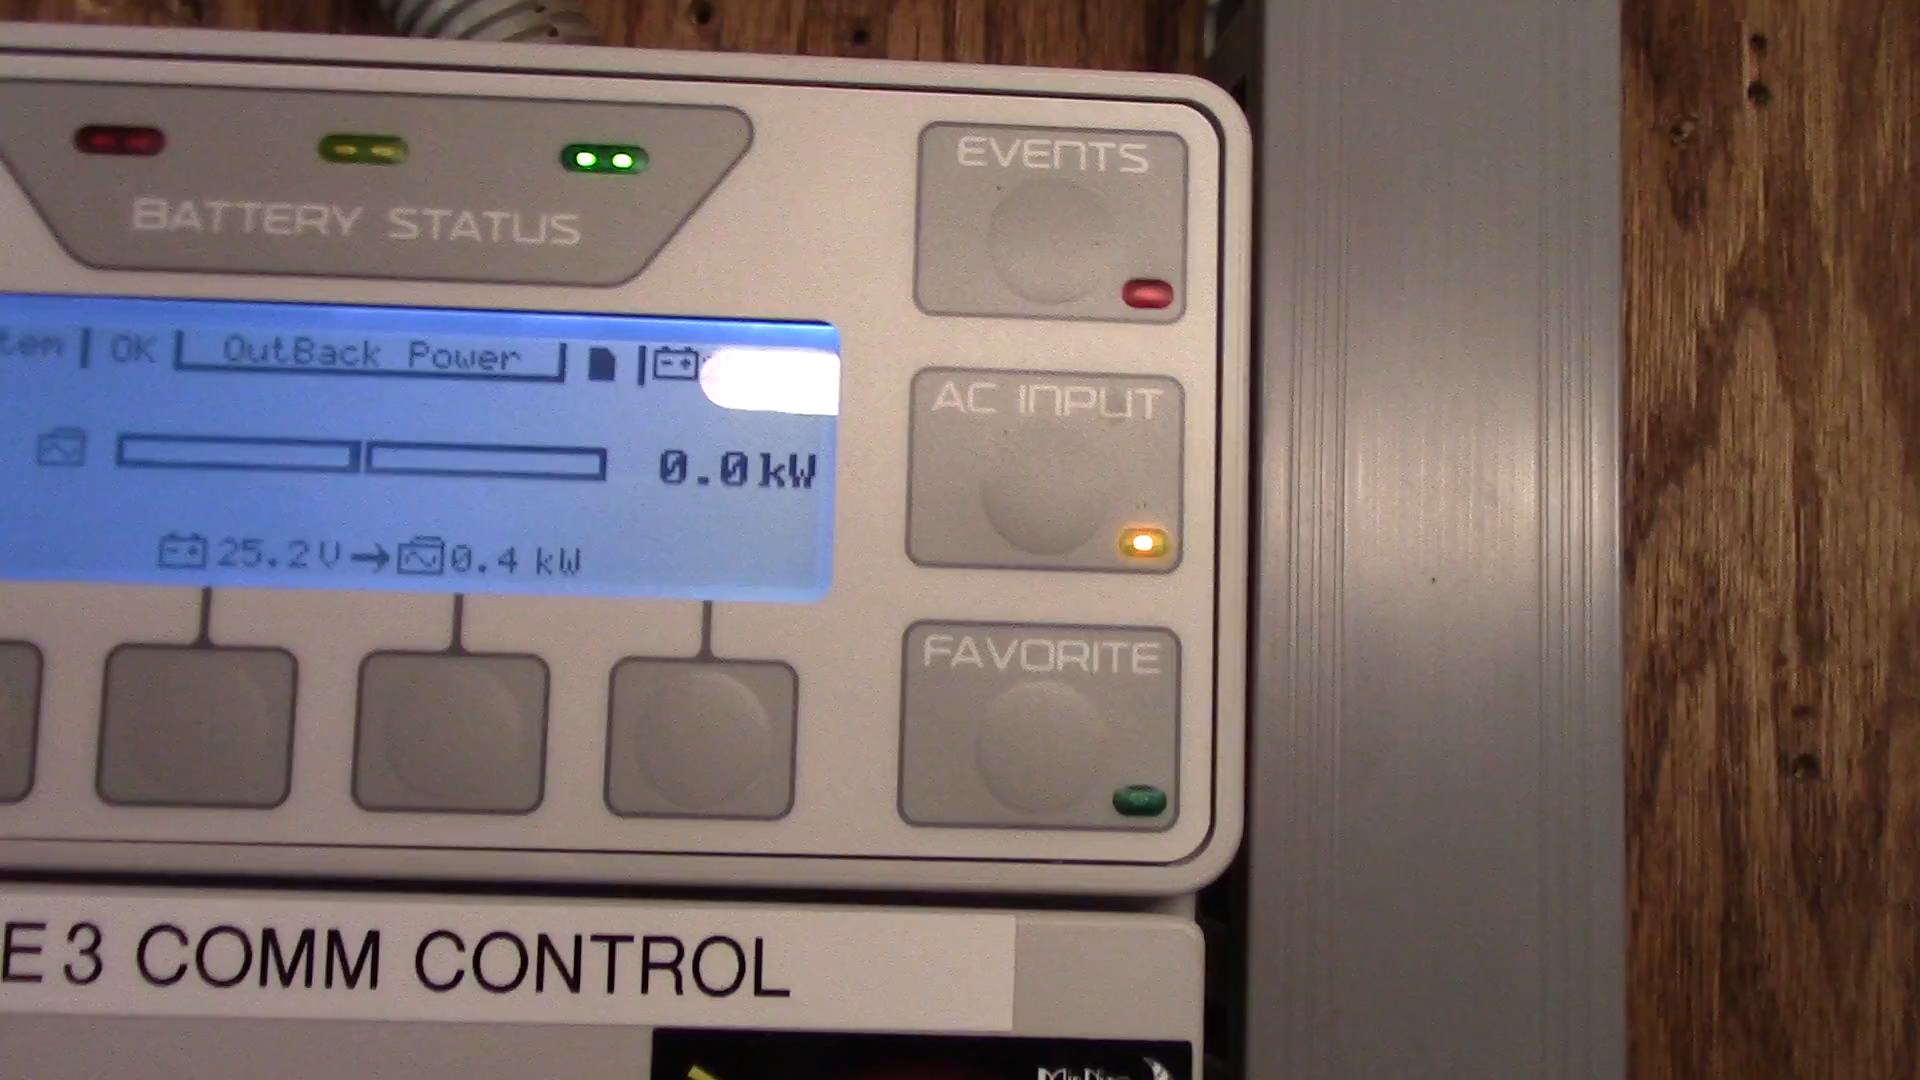 BATTERY STATUS
EVENTS
OK OutBack Power
AC INPUT
0.0kW
25.2V 0.4 kW
FAVORITE
E 3 COMM CONTROL